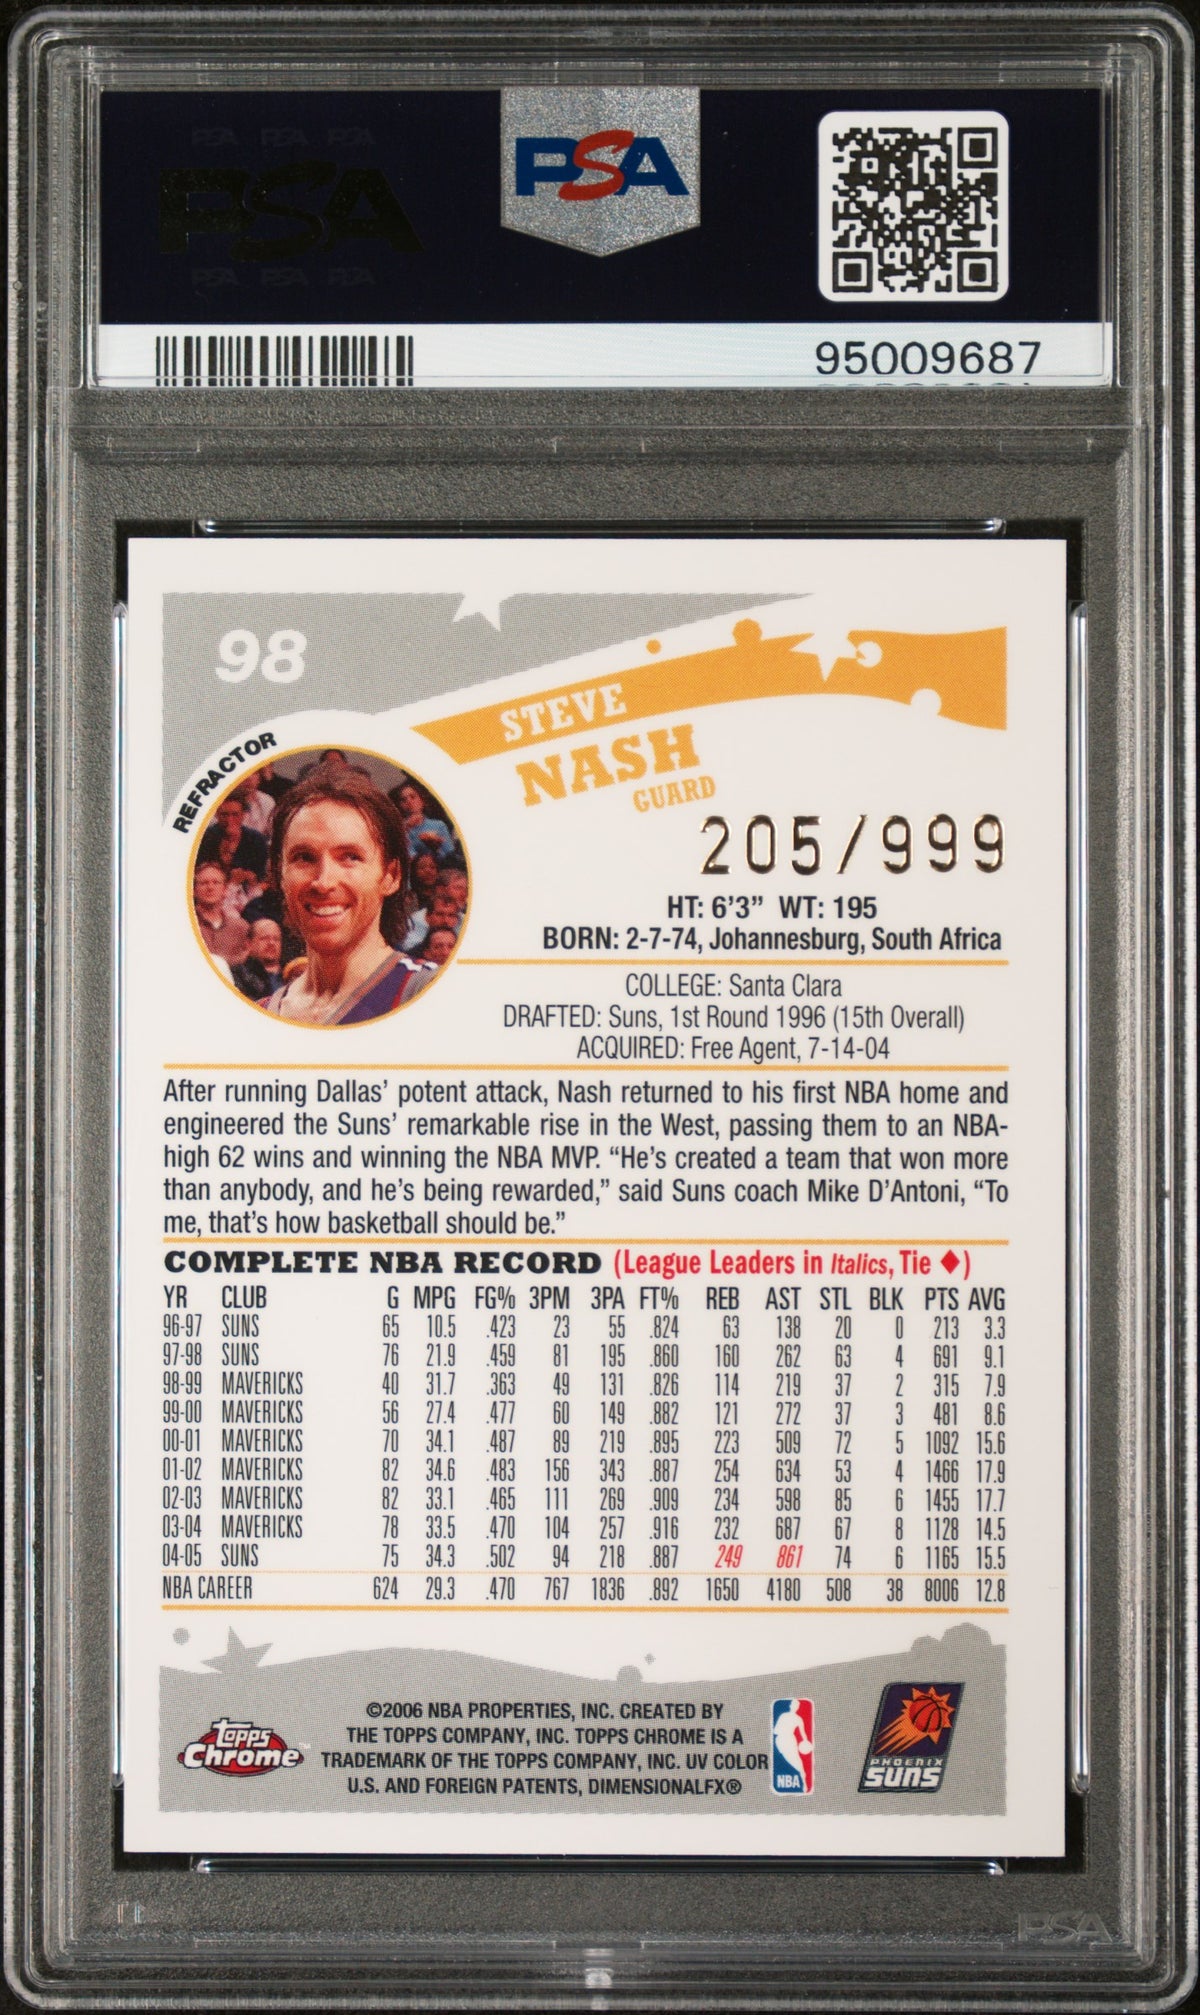 PSA PSA PSA
PSA
PSA PSA PSA
PSA
95009687
98
STEVE
NASH
GUARD
REFRACTOR
205/999
HT: 6'3” WT: 195
BORN: 2-7-74, Johannesburg, South Africa
COLLEGE: Santa Clara
DRAFTED: Suns, 1st Round 1996 (15th Overall)
ACQUIRED: Free Agent, 7-14-04
After running Dallas' potent attack, Nash returned to his first NBA home and
engineered the Suns' remarkable rise in the West, passing them to an NBA-
high 62 wins and winning the NBA MVP. “He's created a team that won more
than anybody, and he's being rewarded,” said Suns coach Mike D'Antoni, “To
me, that's how basketball should be.”
COMPLETE NBA RECORD (League Leaders in Italics, Tie ♦)
YR CLUB G MPG FG% 3PM 3PA FT% REB AST STL BLK PTS AVG
96-97 SUNS 65 10.5 .423 23 55 .824 63 138 20 0 213 3.3
97-98 SUNS 76 21.9 .459 81 195 .860 160 262 63 4 691 9.1
98-99 MAVERICKS 40 31.7 .363 49 131 .826 114 219 37 2 315 7.9
99-00 MAVERICKS 56 27.4 .477 60 149 .882 121 272 37 3 481 8.6
00-01 MAVERICKS 70 34.1 .487 89 219 .895 223 509 72 5 1092 15.6
01-02 MAVERICKS 82 34.6 .483 156 343 .887 254 634 53 4 1466 17.9
02-03 MAVERICKS 82 33.1 .465 111 269 .909 234 598 85 6 1455 17.7
03-04 MAVERICKS 78 33.5 .470 104 257 .916 232 687 67 8 1128 14.5
04-05 SUNS 75 34.3 .502 94 218 .887 249 861 74 6 1165 15.5
NBA CAREER 624 29.3 .470 767 1836 .892 1650 4180 508 38 8006 12.8
©2006 NBA PROPERTIES, INC. CREATED BY
THE TOPPS COMPANY, INC. TOPPS CHROME IS A
TRADEMARK OF THE TOPPS COMPANY, INC. UV COLOR
U.S. AND FOREIGN PATENTS, DIMENSIONALFX®
Topps
Chrome™
NBA
PHOENIX
SUNS
PSA